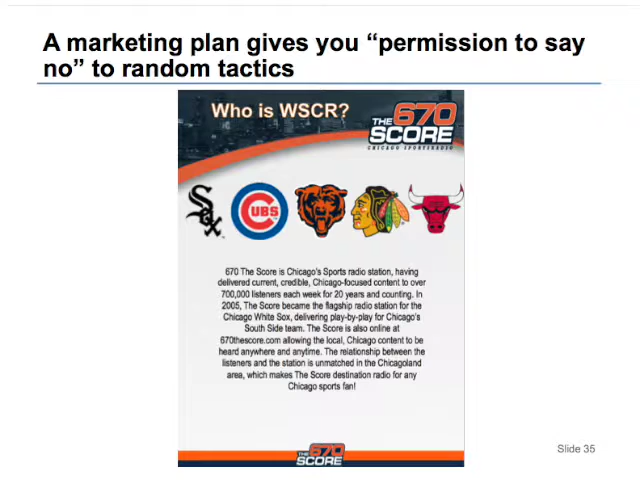 A marketing plan gives you “permission to say
no” to random tactics
Who is WSCR?
THE 670
SCORE
CHICAGO SPORTSRADIO
Sox
CUBS
670 The Score is Chicago's Sports radio station, having
delivered current, credible, Chicago-focused content to over
700,000 listeners each week for 20 years and counting. In
2005, The Score became the flagship radio station for the
Chicago White Sox, delivering play-by-play for Chicago's
South Side team. The Score is also online at
670thescore.com allowing the local, Chicago content to be
heard anywhere and anytime. The relationship between the
listeners and the station is unmatched in the Chicagoland
area, which makes The Score destination radio for any
Chicago sports fan!
THE 670
SCORE
Slide 35